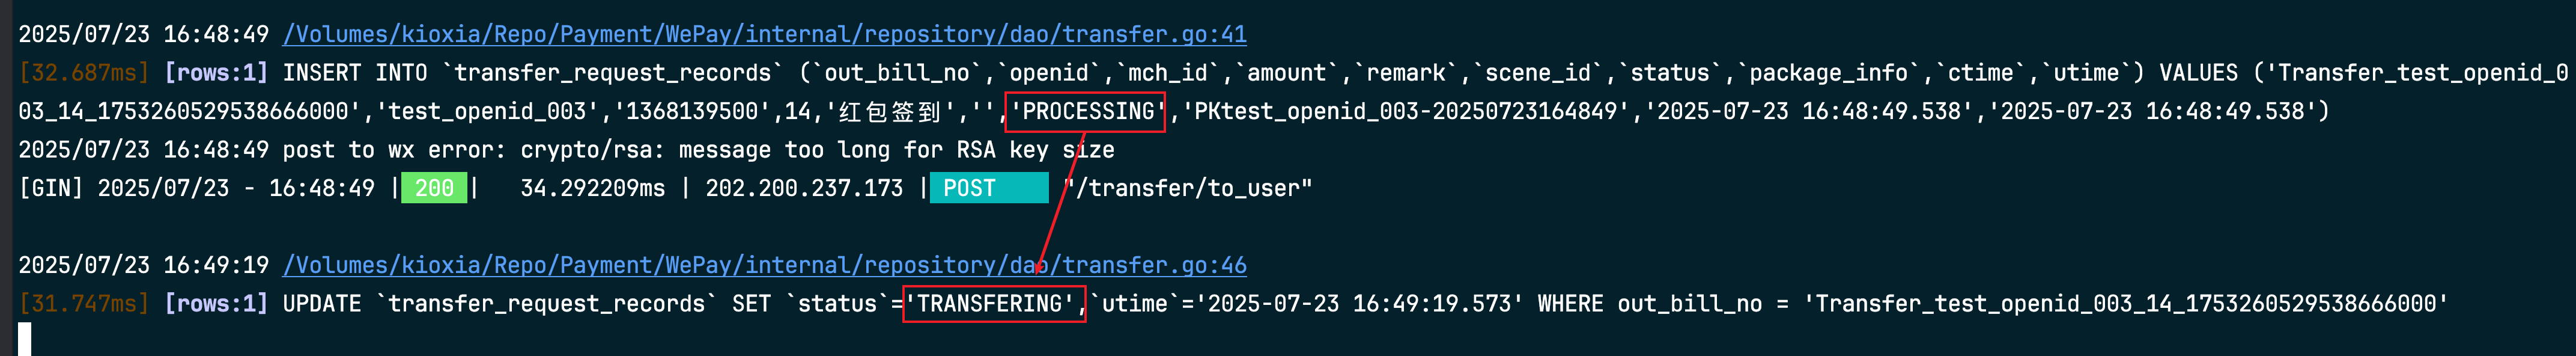 2025/07/23 16:48:49 /Volumes/kioxia/Repo/Payment/WePay/internal/repository/dao/transfer.go:41
[32.687ms] [rows:1] INSERT INTO `transfer_request_records` (`out_bill_no`,`openid`,`mch_id`,`amount`,`remark`,`scene_id`,`status`,`package_info`,`ctime`,`utime`) VALUES ('Transfer_test_openid_0
03_14_1753260529538666000','test_openid_003','1368139500',14,'红包签到','','PROCESSING','PKtest_openid_003-20250723164849','2025-07-23 16:48:49.538','2025-07-23 16:48:49.538')
2025/07/23 16:48:49 post to wx error: crypto/rsa: message too long for RSA key size
[GIN] 2025/07/23 - 16:48:49 | 200 |   34.292209ms | 202.200.237.173 | POST     "/transfer/to_user"
2025/07/23 16:49:19 /Volumes/kioxia/Repo/Payment/WePay/internal/repository/dao/transfer.go:46
[31.747ms] [rows:1] UPDATE `transfer_request_records` SET `status`='TRANSFERING',`utime`='2025-07-23 16:49:19.573' WHERE out_bill_no = 'Transfer_test_openid_003_14_1753260529538666000'